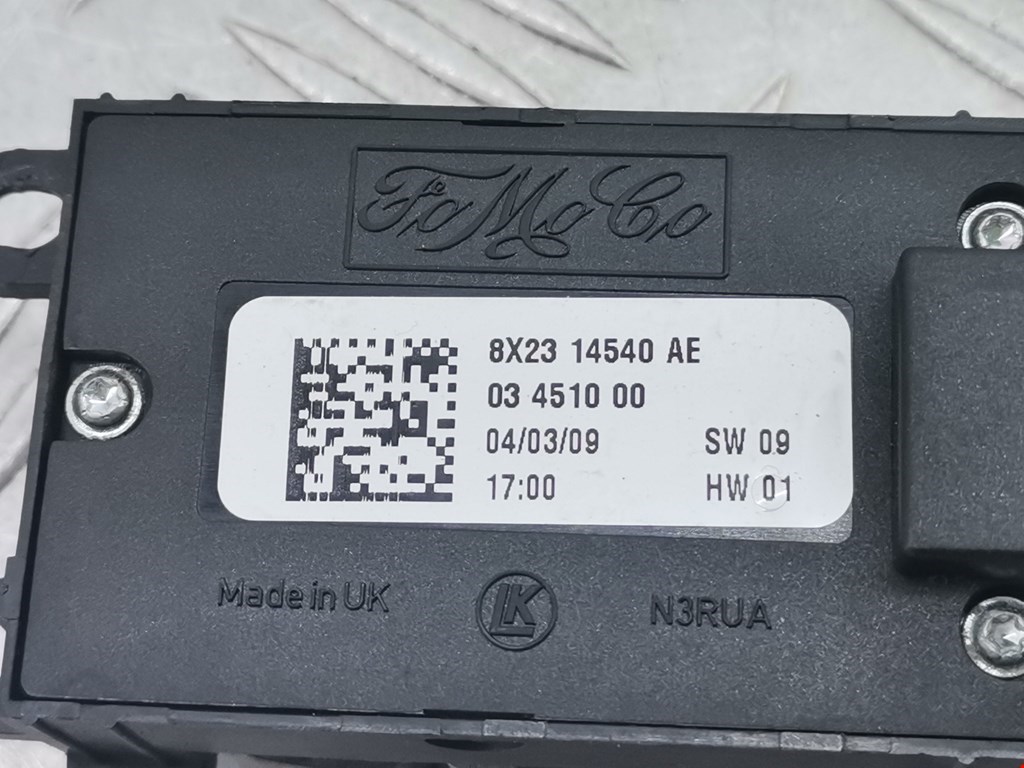 FoMoCo
8X23 14540 AE
03 4510 00
04/03/09 SW 09
17:00 HW 01
Made in UK LK N3RUA